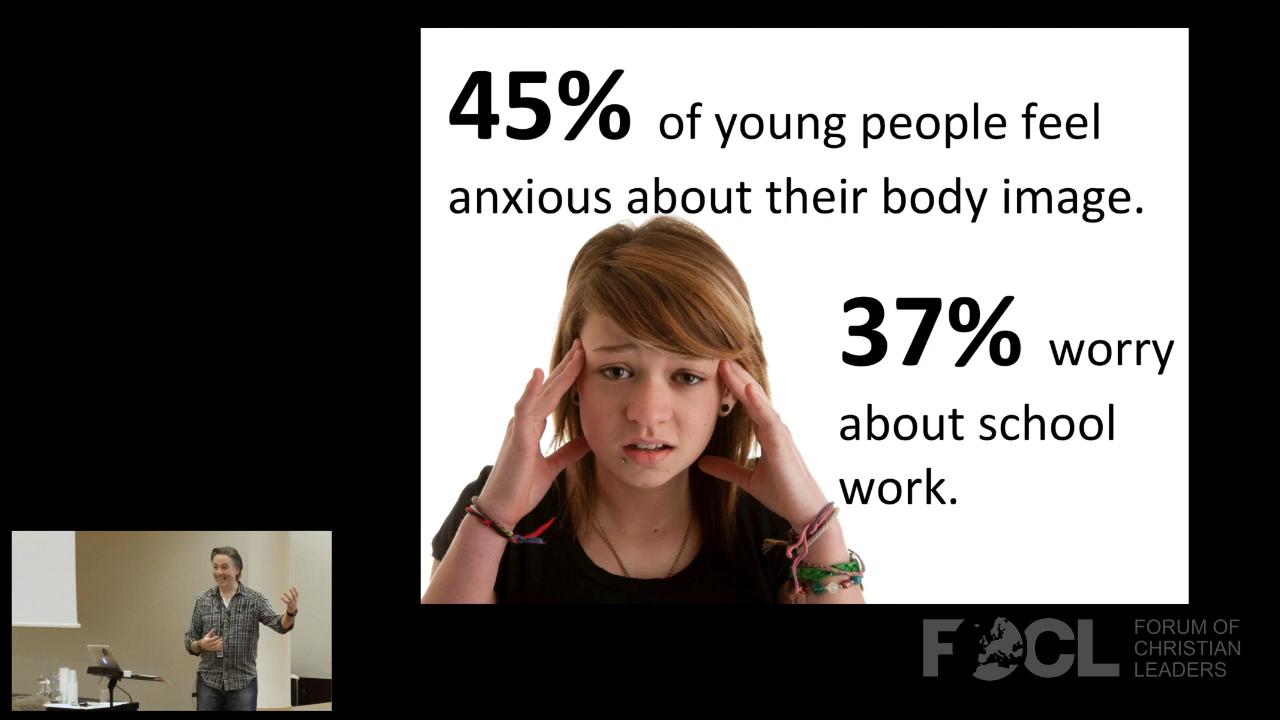 45% of young people feel
anxious about their body image.
37% worry
about school
work.
FOCL
FORUM OF
CHRISTIAN
LEADERS